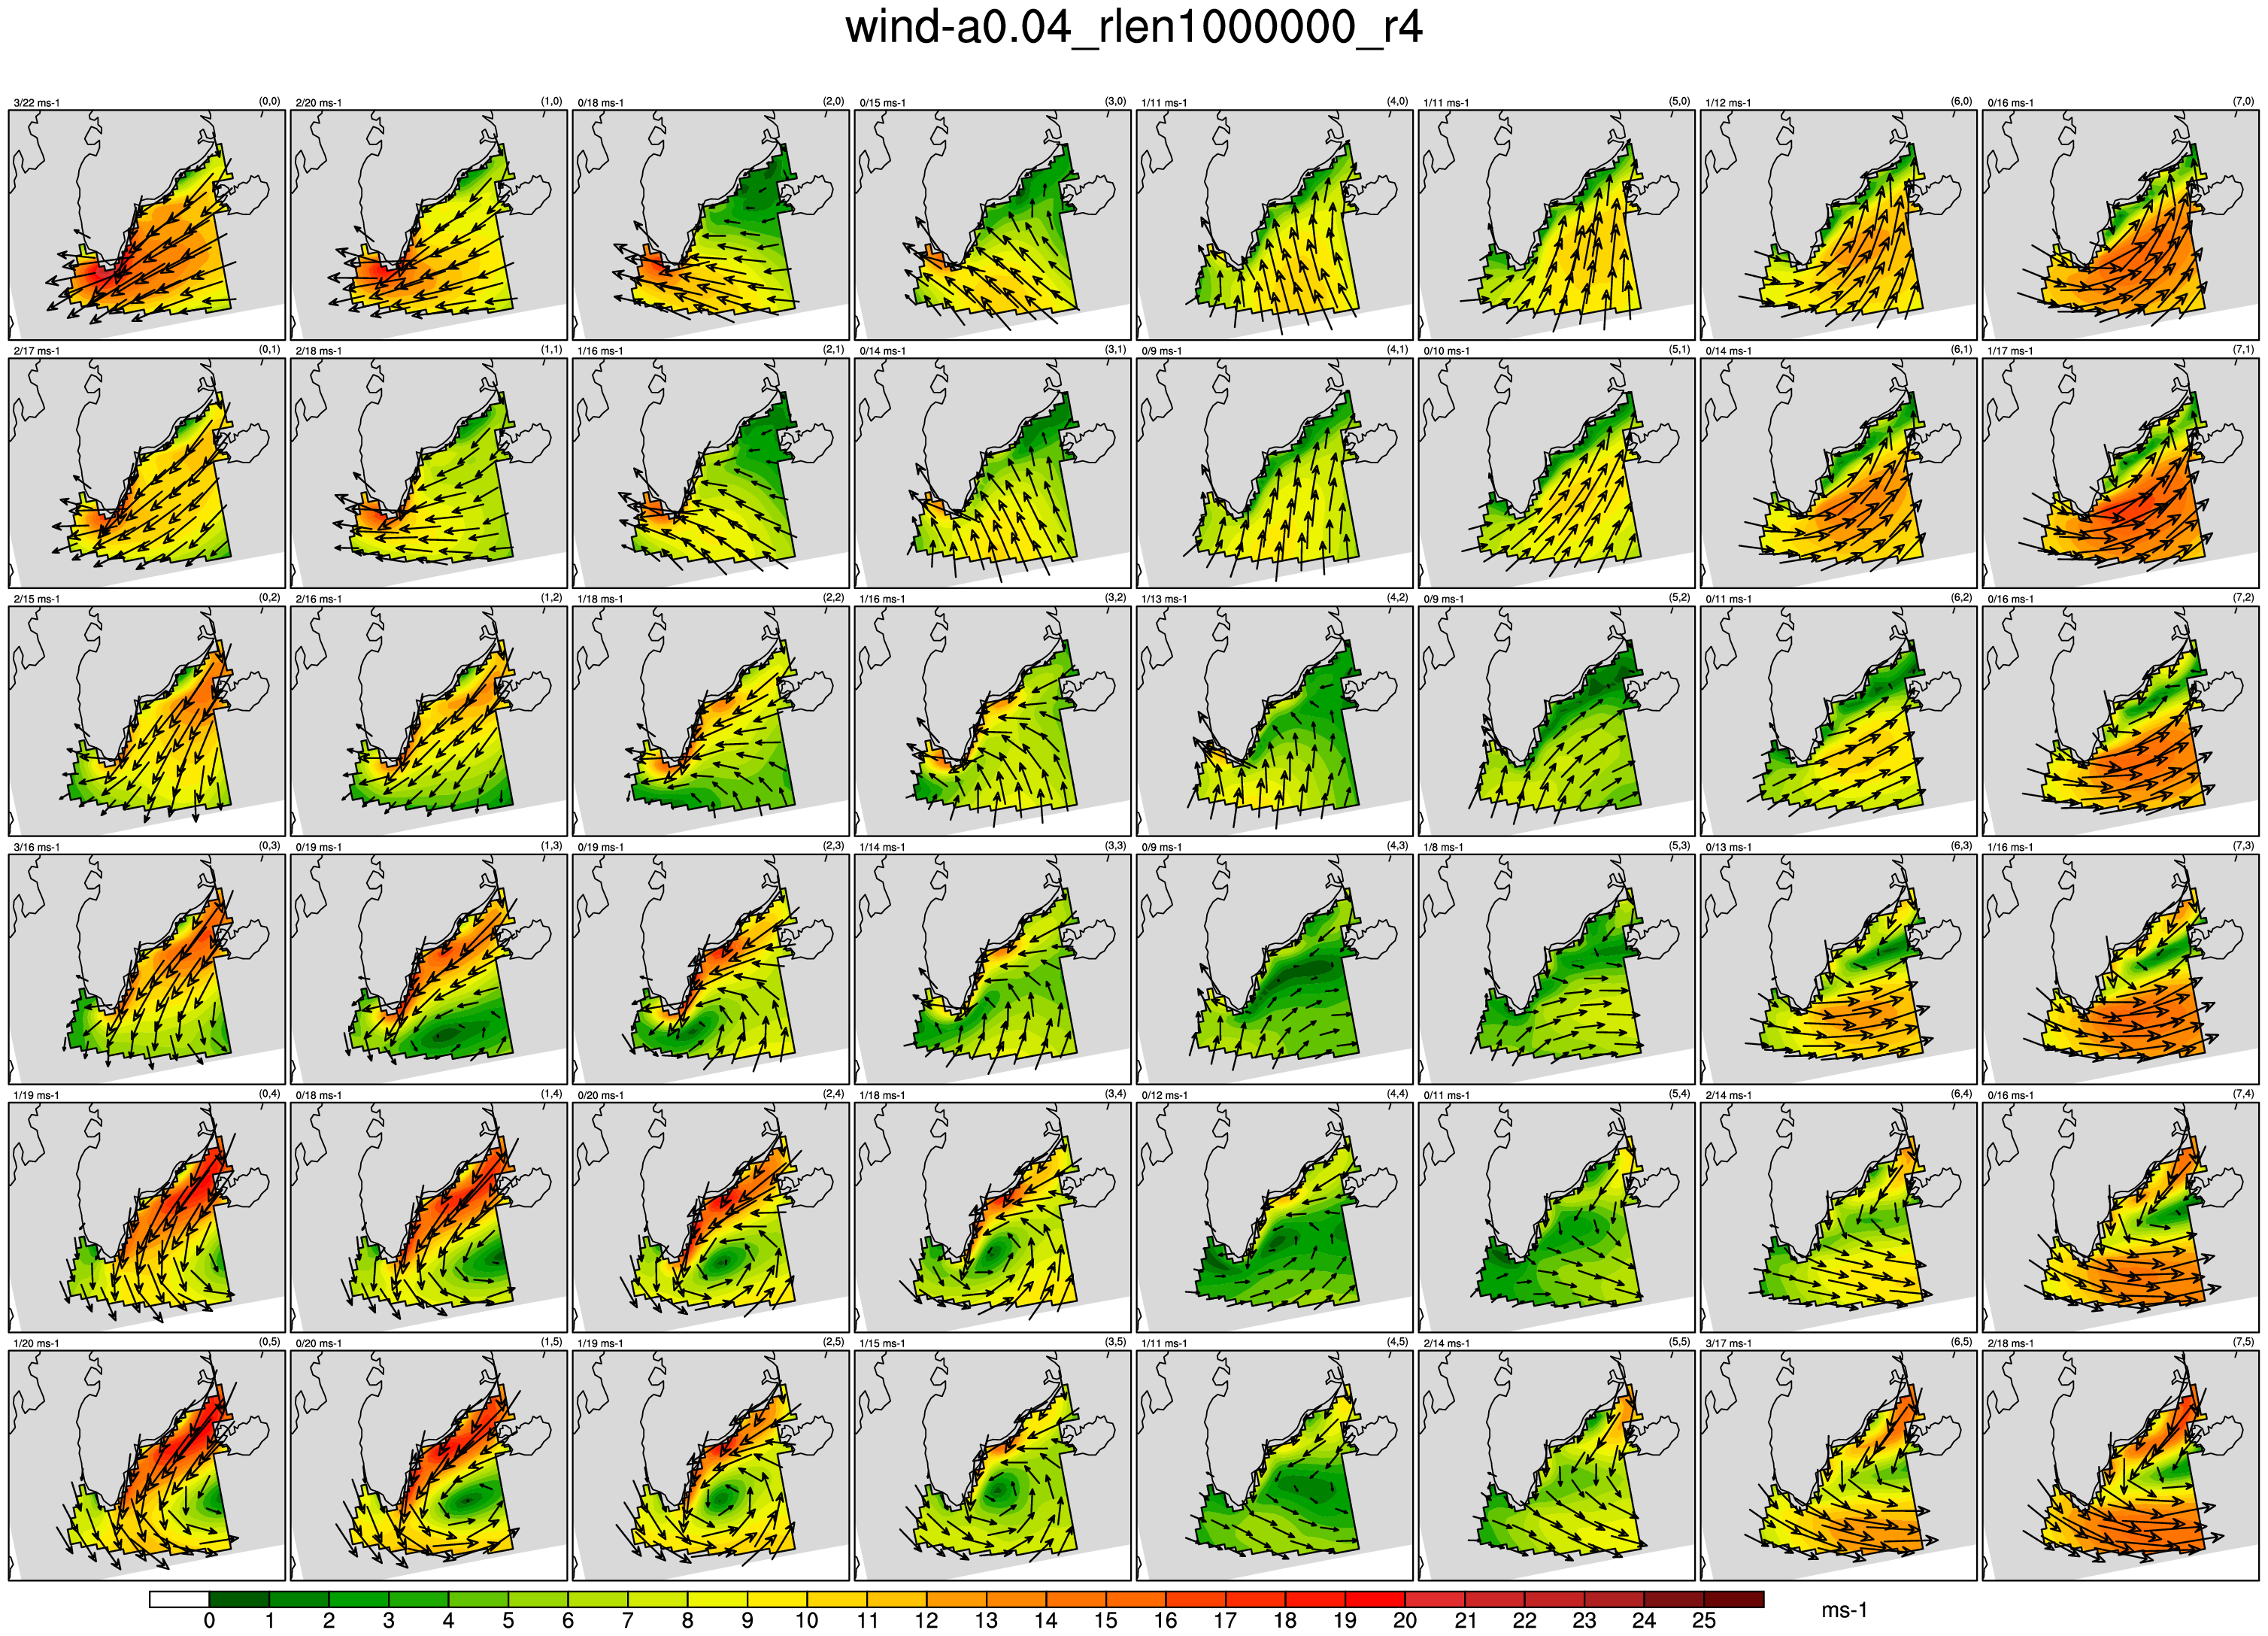 wind-a0.04_rlen1000000_r4
3/22 ms-1 (0,0) 2/20 ms-1 (1,0) 0/18 ms-1 (2,0) 0/15 ms-1 (3,0) 1/11 ms-1 (4,0) 1/11 ms-1 (5,0) 1/12 ms-1 (6,0) 0/16 ms-1 (7,0)
2/17 ms-1 (0,1) 2/18 ms-1 (1,1) 1/16 ms-1 (2,1) 0/14 ms-1 (3,1) 0/9 ms-1 (4,1) 0/10 ms-1 (5,1) 0/14 ms-1 (6,1) 1/17 ms-1 (7,1)
2/15 ms-1 (0,2) 2/16 ms-1 (1,2) 1/18 ms-1 (2,2) 1/16 ms-1 (3,2) 1/13 ms-1 (4,2) 0/9 ms-1 (5,2) 0/11 ms-1 (6,2) 0/16 ms-1 (7,2)
3/16 ms-1 (0,3) 0/19 ms-1 (1,3) 0/19 ms-1 (2,3) 1/14 ms-1 (3,3) 0/9 ms-1 (4,3) 1/8 ms-1 (5,3) 0/13 ms-1 (6,3) 1/16 ms-1 (7,3)
1/19 ms-1 (0,4) 0/18 ms-1 (1,4) 0/20 ms-1 (2,4) 1/18 ms-1 (3,4) 0/12 ms-1 (4,4) 0/11 ms-1 (5,4) 2/14 ms-1 (6,4) 0/16 ms-1 (7,4)
1/20 ms-1 (0,5) 0/20 ms-1 (1,5) 1/19 ms-1 (2,5) 1/15 ms-1 (3,5) 1/11 ms-1 (4,5) 2/14 ms-1 (5,5) 3/17 ms-1 (6,5) 2/18 ms-1 (7,5)
0 1 2 3 4 5 6 7 8 9 10 11 12 13 14 15 16 17 18 19 20 21 22 23 24 25 ms-1